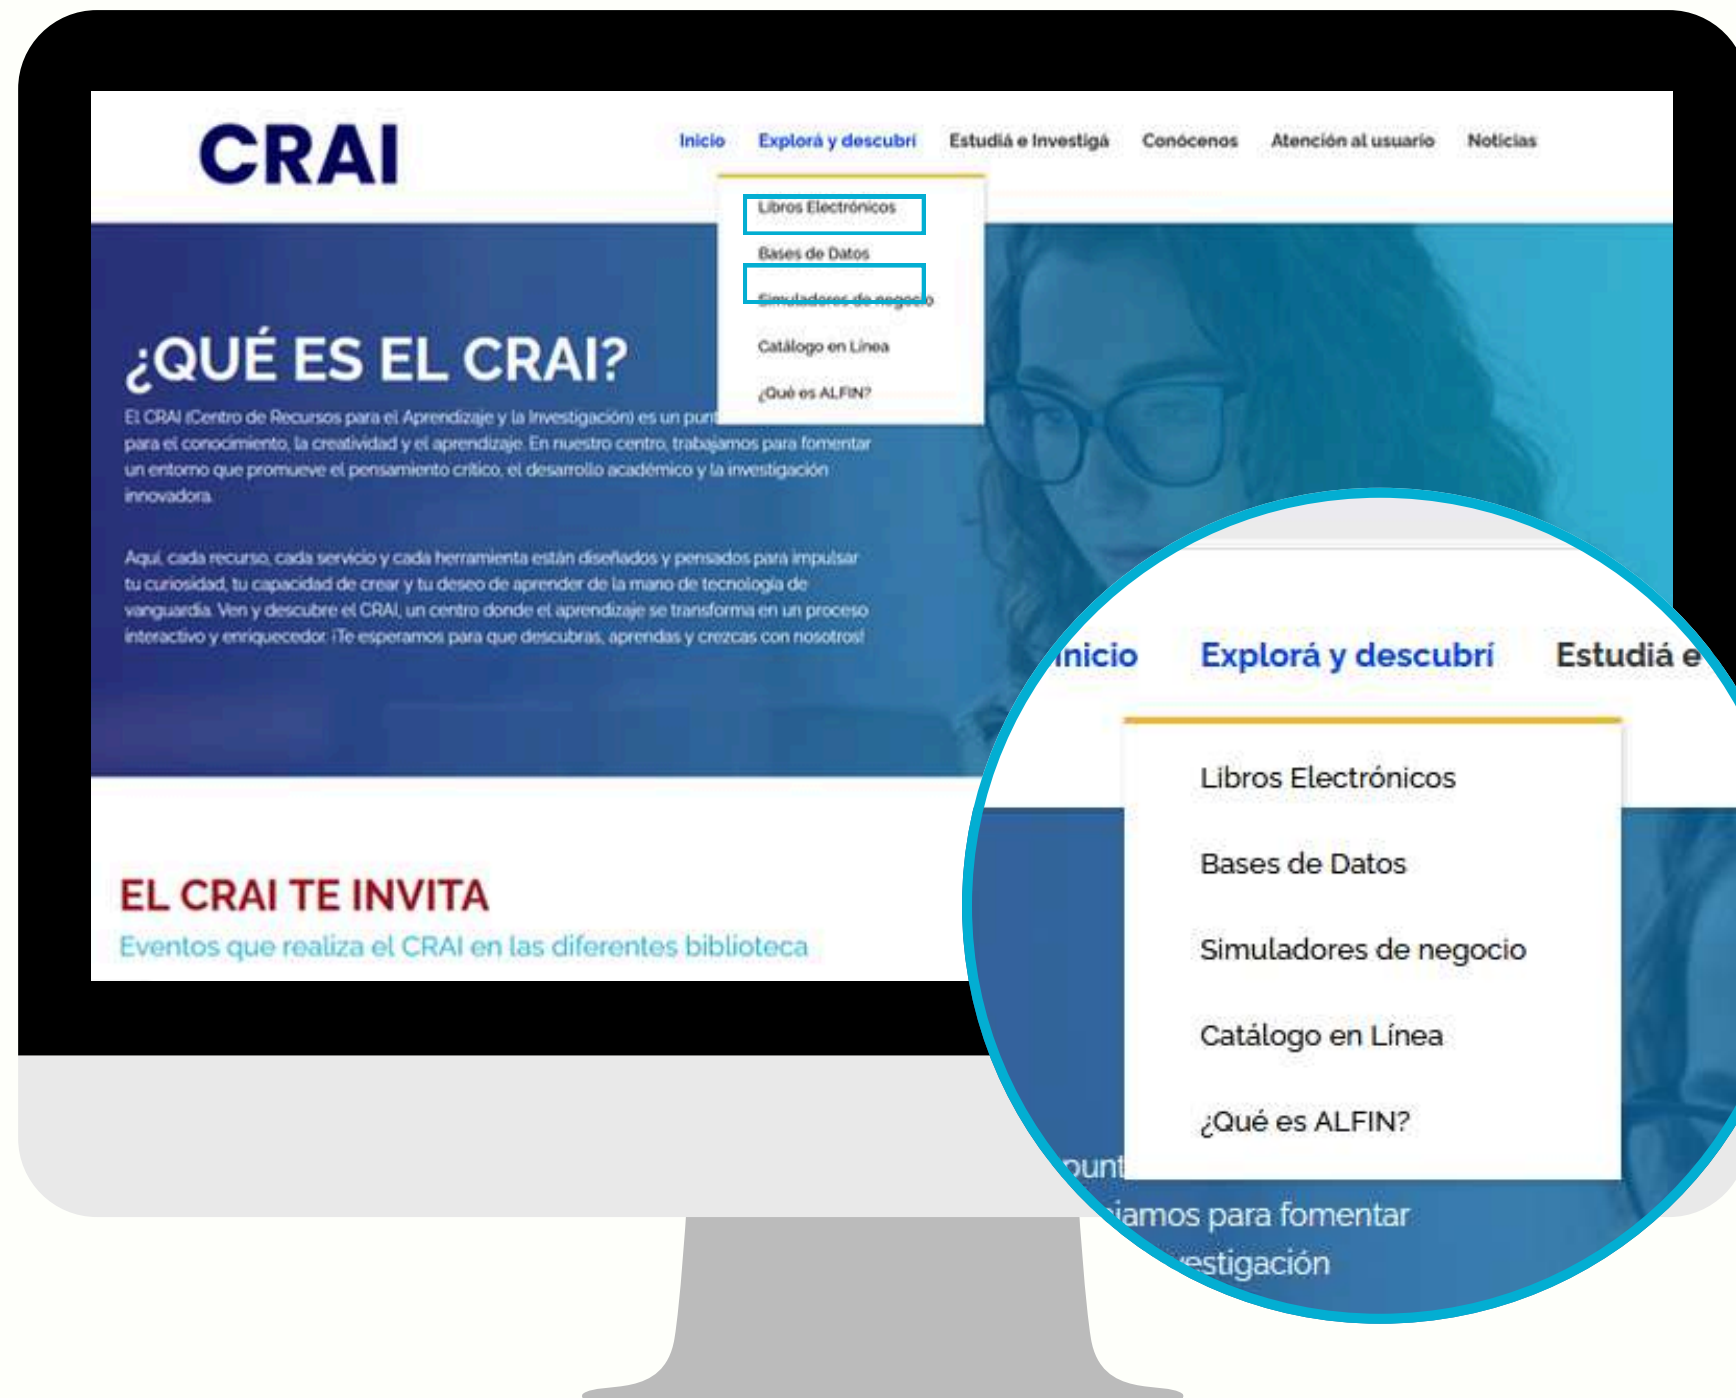 CRAI
Inicio Explorá y descubrí Estudiá e Investigá Conócenos Atención al usuario Noticias
Libros Electrónicos
Bases de Datos
Simuladores de negocio
Catálogo en Línea
¿Qué es ALFIN?
¿QUÉ ES EL CRAI?
El CRAI (Centro de Recursos para el Aprendizaje y la Investigación) es un punt
para el conocimiento, la creatividad y el aprendizaje. En nuestro centro, trabajamos para fomentar
un entorno que promueve el pensamiento crítico, el desarrollo académico y la investigación
innovadora.
Aquí, cada recurso, cada servicio y cada herramienta están diseñados y pensados para impulsar
tu curiosidad, tu capacidad de crear y tu deseo de aprender de la mano de tecnología de
vanguardia. Ven y descubre el CRAI, un centro donde el aprendizaje se transforma en un proceso
interactivo y enriquecedor. ¡Te esperamos para que descubras, aprendas y crezcas con nosotros!
EL CRAI TE INVITA
Eventos que realiza el CRAI en las diferentes biblioteca
Inicio Explorá y descubrí Estudiá e
Libros Electrónicos
Bases de Datos
Simuladores de negocio
Catálogo en Línea
¿Qué es ALFIN?
punt
jamos para fomentar
estigación